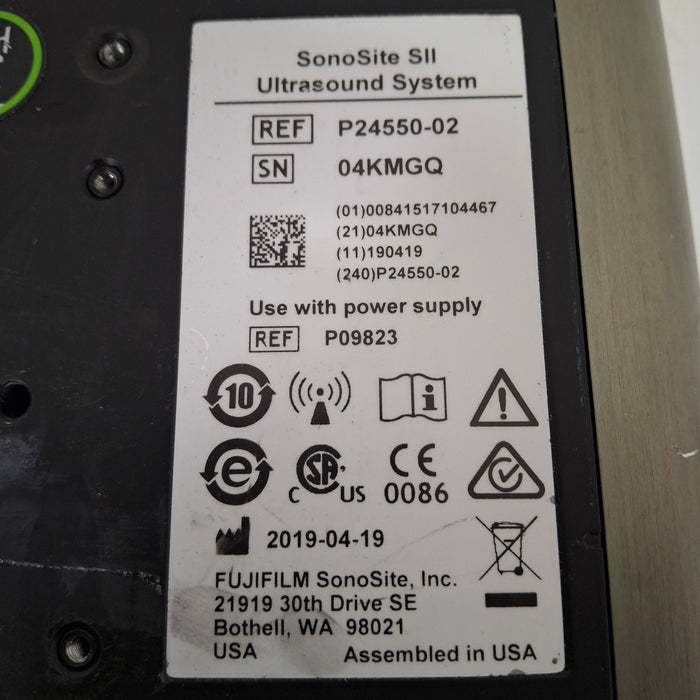 SonoSite SII
Ultrasound System
REF P24550-02
SN 04KMGQ
(01)00841517104467
(21)04KMGQ
(11)190419
(240)P24550-02
Use with power supply
REF P09823
10
e C SA US CE 0086
2019-04-19
FUJIFILM SonoSite, Inc.
21919 30th Drive SE
Bothell, WA 98021
USA Assembled in USA